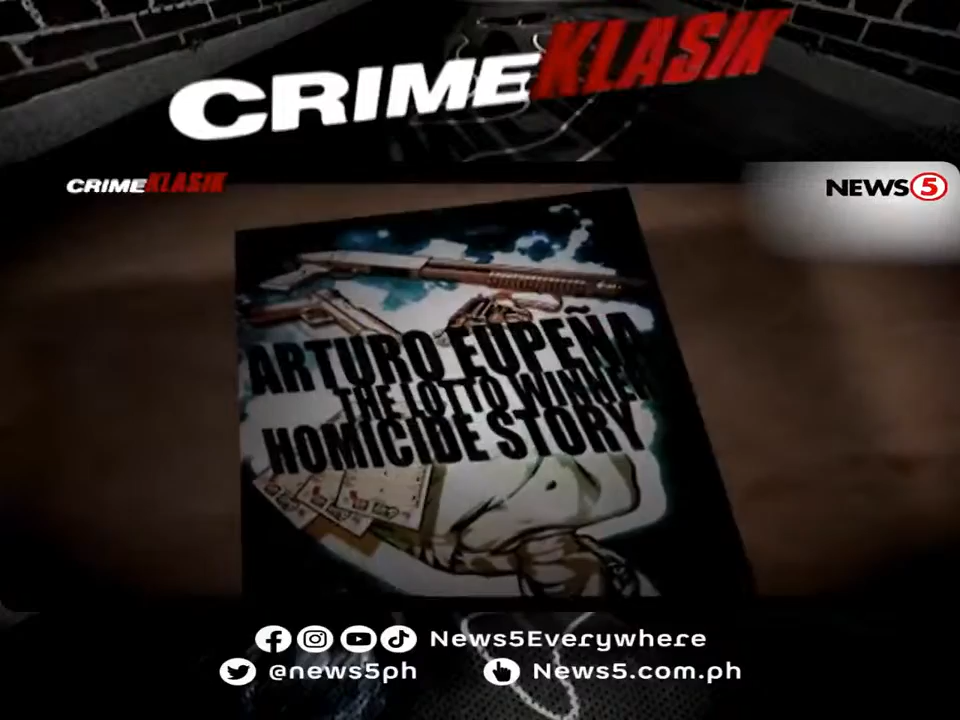 CRIMEKLASIK
CRIMEKLASIK
NEWS5
ARTURO EUPEÑA
THE LOTTO WINNER
HOMICIDE STORY
News5Everywhere
@news5ph News5.com.ph